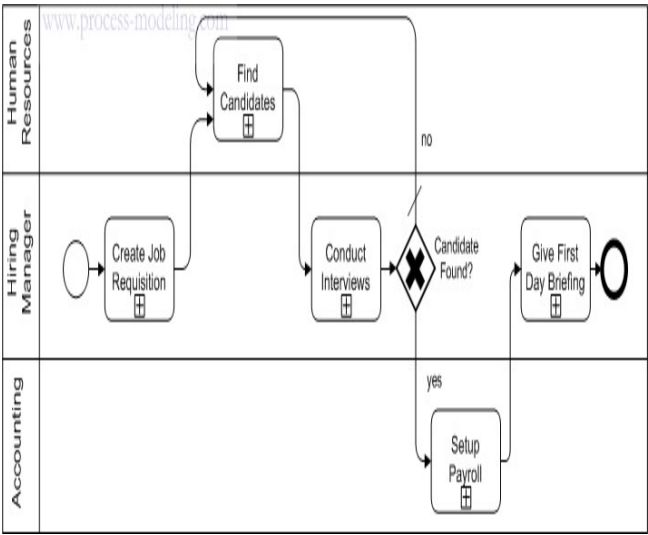 www.process-modeling.com
Human
Resources
Find
Candidates
no
Hiring
Manager
Create Job
Requisition
Conduct
Interviews
Candidate
Found?
Give First
Day Briefing
Accounting
yes
Setup
Payroll